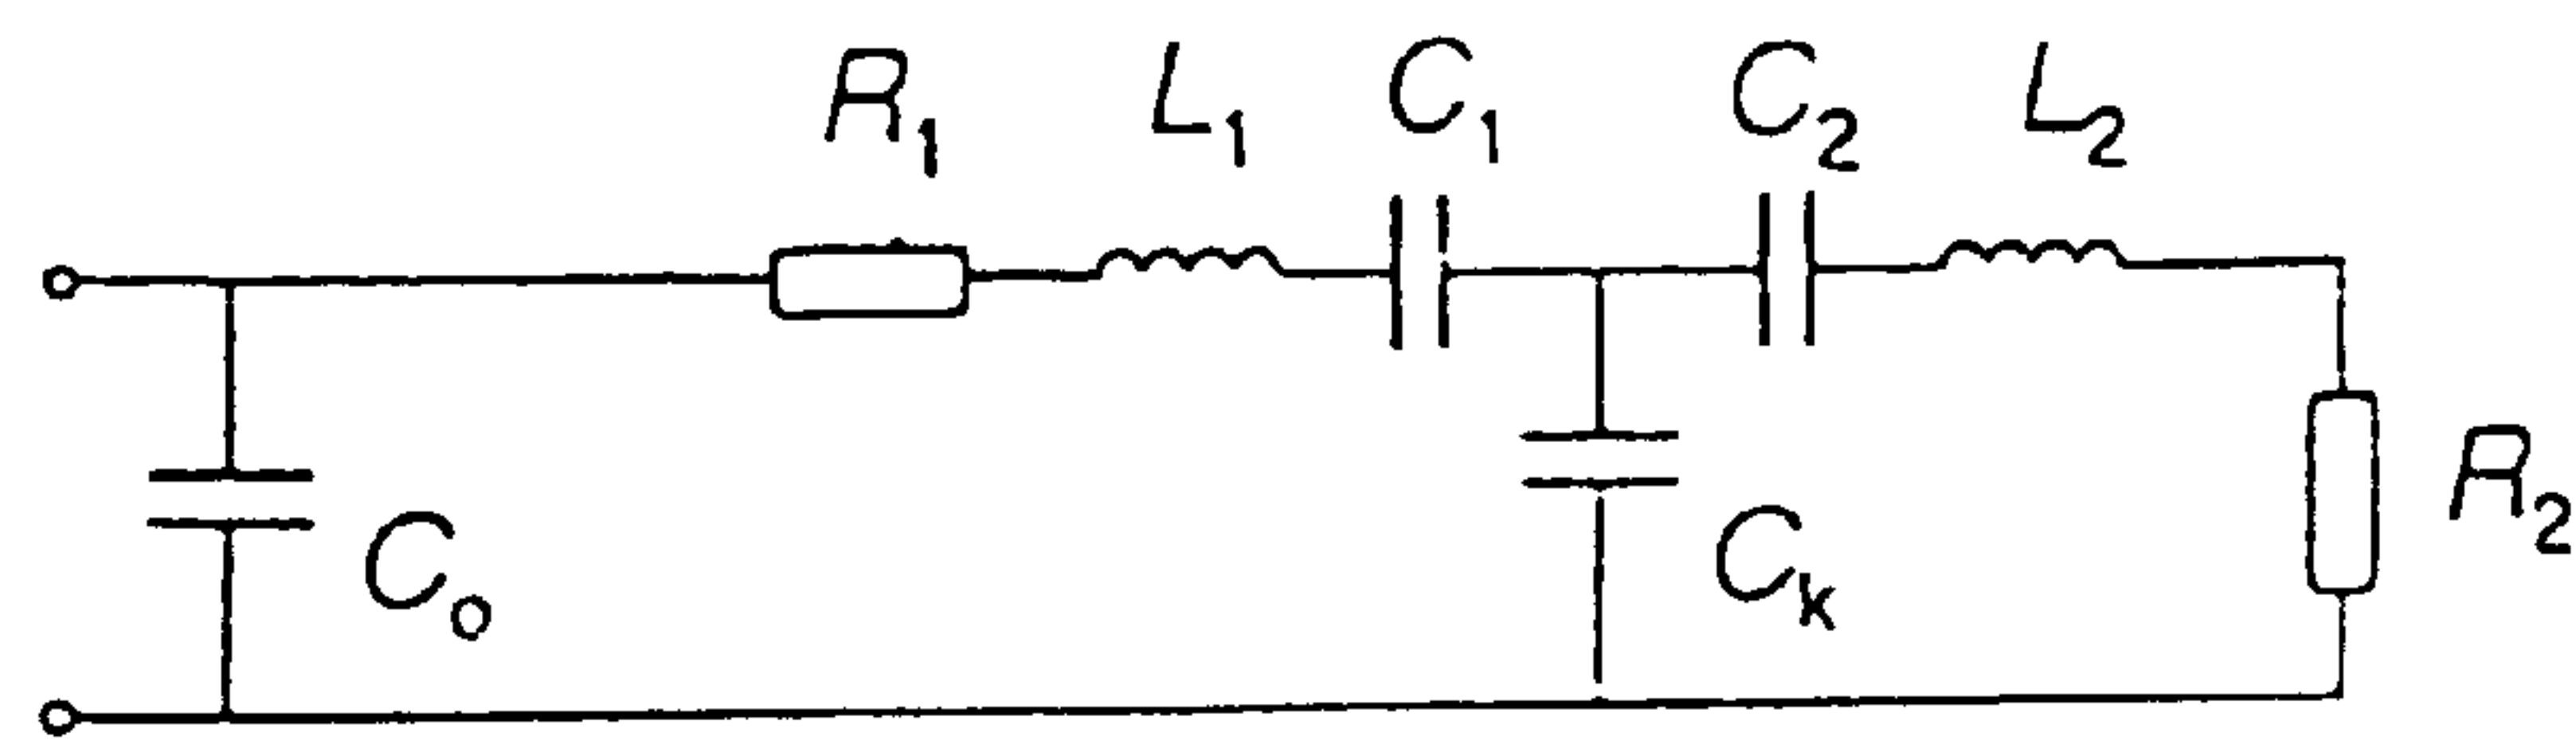 R₁ L₁ C₁ C₂ L₂
R₂
C₀ Cₖ